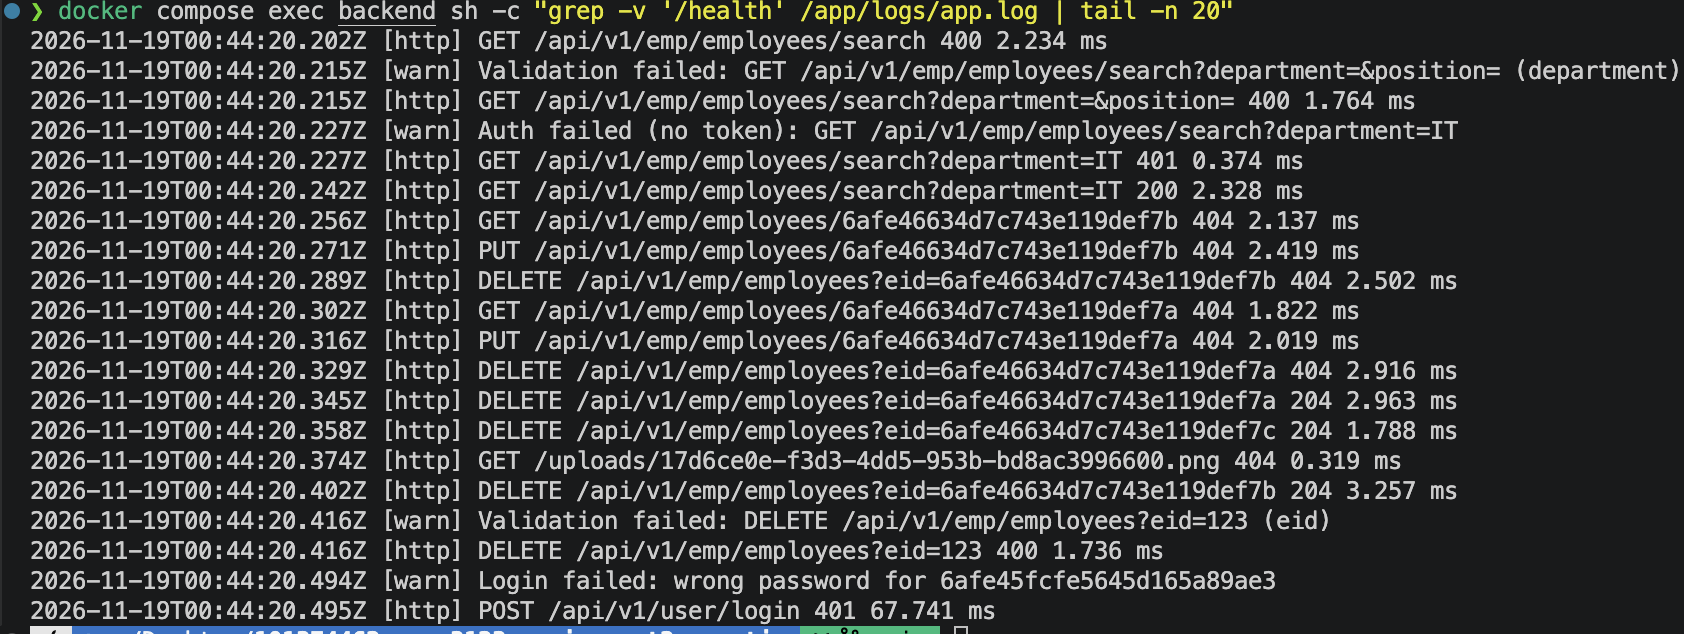 ❯ docker compose exec backend sh -c "grep -v '/health' /app/logs/app.log | tail -n 20"
2026-11-19T00:44:20.202Z [http] GET /api/v1/emp/employees/search 400 2.234 ms
2026-11-19T00:44:20.215Z [warn] Validation failed: GET /api/v1/emp/employees/search?department=&position= (department)
2026-11-19T00:44:20.215Z [http] GET /api/v1/emp/employees/search?department=&position= 400 1.764 ms
2026-11-19T00:44:20.227Z [warn] Auth failed (no token): GET /api/v1/emp/employees/search?department=IT
2026-11-19T00:44:20.227Z [http] GET /api/v1/emp/employees/search?department=IT 401 0.374 ms
2026-11-19T00:44:20.242Z [http] GET /api/v1/emp/employees/search?department=IT 200 2.328 ms
2026-11-19T00:44:20.256Z [http] GET /api/v1/emp/employees/6afe46634d7c743e119def7b 404 2.137 ms
2026-11-19T00:44:20.271Z [http] PUT /api/v1/emp/employees/6afe46634d7c743e119def7b 404 2.419 ms
2026-11-19T00:44:20.289Z [http] DELETE /api/v1/emp/employees?eid=6afe46634d7c743e119def7b 404 2.502 ms
2026-11-19T00:44:20.302Z [http] GET /api/v1/emp/employees/6afe46634d7c743e119def7a 404 1.822 ms
2026-11-19T00:44:20.316Z [http] PUT /api/v1/emp/employees/6afe46634d7c743e119def7a 404 2.019 ms
2026-11-19T00:44:20.329Z [http] DELETE /api/v1/emp/employees?eid=6afe46634d7c743e119def7a 404 2.916 ms
2026-11-19T00:44:20.345Z [http] DELETE /api/v1/emp/employees?eid=6afe46634d7c743e119def7a 204 2.963 ms
2026-11-19T00:44:20.358Z [http] DELETE /api/v1/emp/employees?eid=6afe46634d7c743e119def7c 204 1.788 ms
2026-11-19T00:44:20.374Z [http] GET /uploads/17d6ce0e-f3d3-4dd5-953b-bd8ac3996600.png 404 0.319 ms
2026-11-19T00:44:20.402Z [http] DELETE /api/v1/emp/employees?eid=6afe46634d7c743e119def7b 204 3.257 ms
2026-11-19T00:44:20.416Z [warn] Validation failed: DELETE /api/v1/emp/employees?eid=123 (eid)
2026-11-19T00:44:20.416Z [http] DELETE /api/v1/emp/employees?eid=123 400 1.736 ms
2026-11-19T00:44:20.494Z [warn] Login failed: wrong password for 6afe45fcfe5645d165a89ae3
2026-11-19T00:44:20.495Z [http] POST /api/v1/user/login 401 67.741 ms